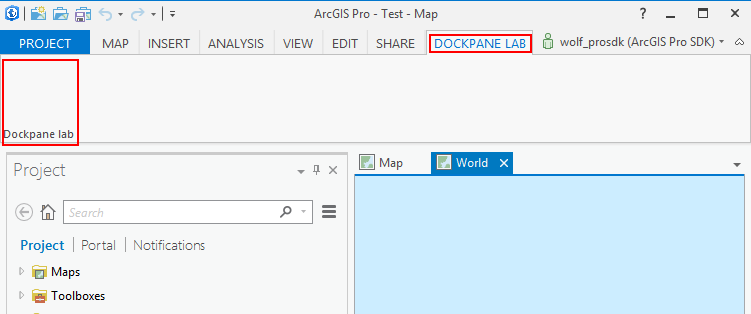 ArcGIS Pro - Test - Map
PROJECT MAP INSERT ANALYSIS VIEW EDIT SHARE DOCKPANE LAB wolf_prosdk (ArcGIS Pro SDK)
Dockpane lab
Project
Map World
Search
Project Portal Notifications
Maps
Toolboxes